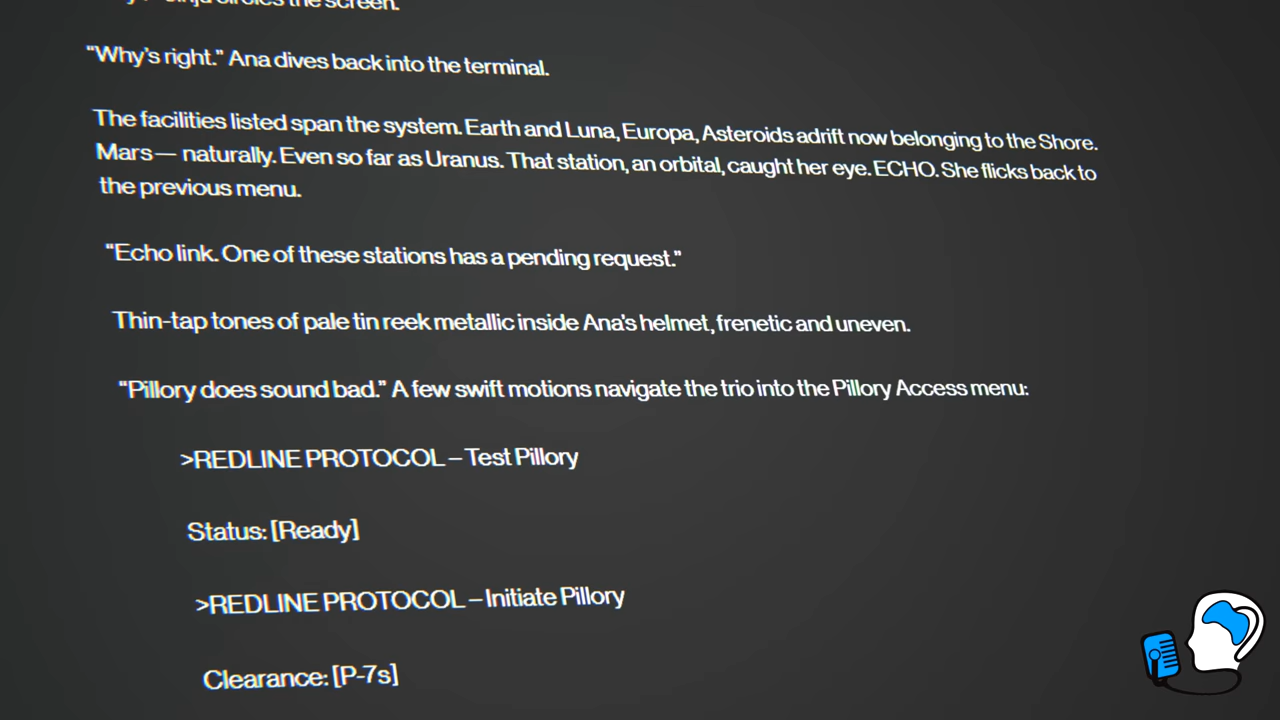 circles the screen.
“Why’s right.” Ana dives back into the terminal.
The facilities listed span the system. Earth and Luna, Europa, Asteroids adrift now belonging to the Shore.
Mars— naturally. Even so far as Uranus. That station, an orbital, caught her eye. ECHO. She flicks back to
the previous menu.
“Echo link. One of these stations has a pending request.”
Thin-tap tones of pale tin reek metallic inside Ana’s helmet, frenetic and uneven.
“Pillory does sound bad.” A few swift motions navigate the trio into the Pillory Access menu:
>REDLINE PROTOCOL – Test Pillory
Status: [Ready]
>REDLINE PROTOCOL – Initiate Pillory
Clearance: [P-7s]